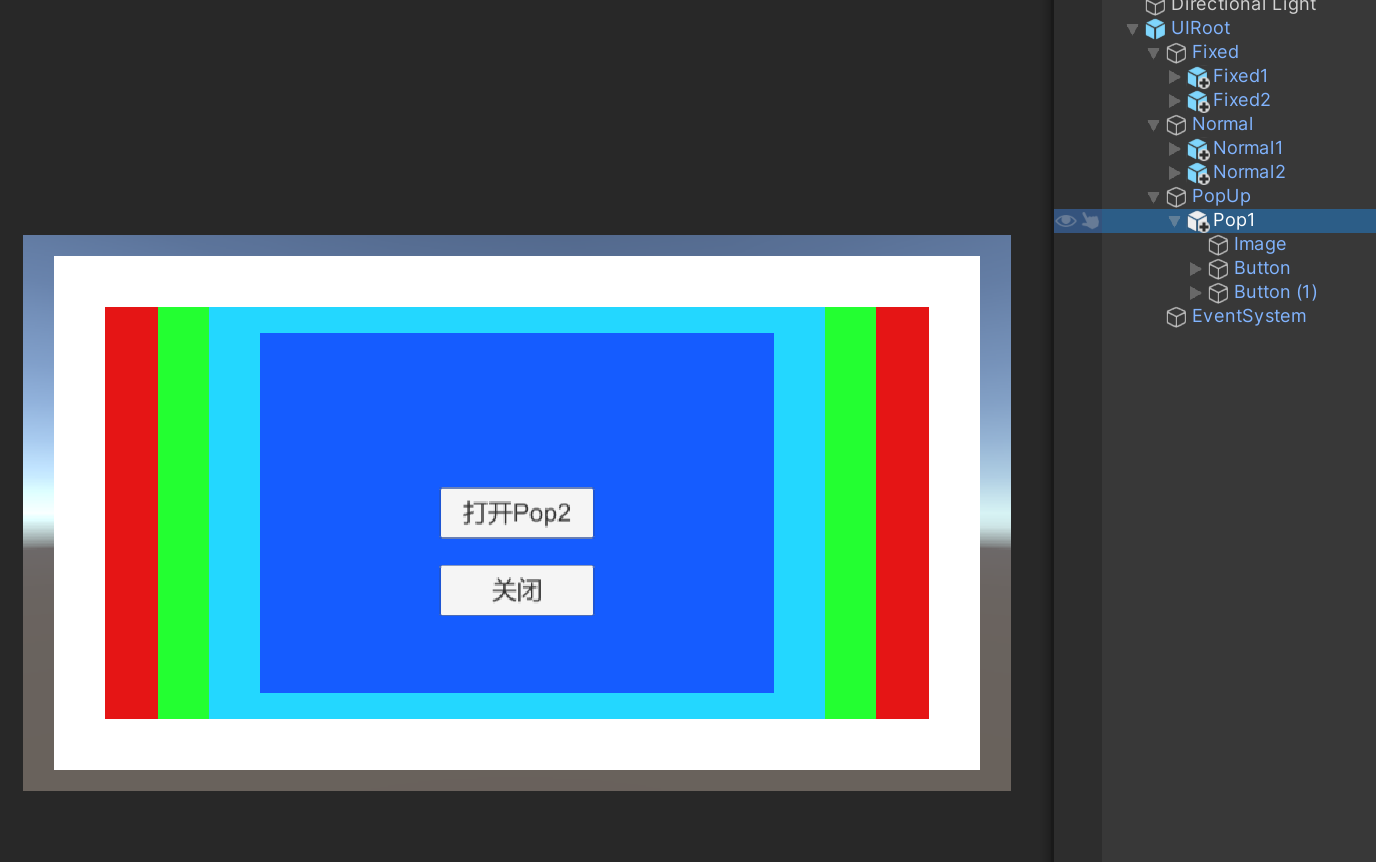 Directional Light
UIRoot
Fixed
Fixed1
Fixed2
Normal
Normal1
Normal2
PopUp
Pop1
Image
Button
Button (1)
EventSystem
打开Pop2
关闭